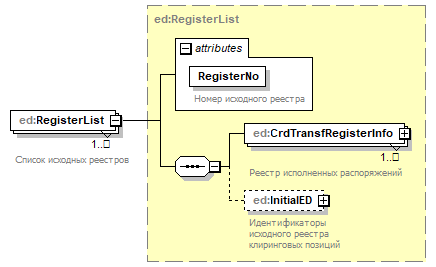 ed:RegisterList
attributes
RegisterNo
Номер исходного реестра
ed:RegisterList
1..□
Список исходных реестров
ed:CrdTransfRegisterInfo
1..□
Реестр исполненных распоряжений
ed:InitialED
Идентификаторы
исходного реестра
клиринговых позиций